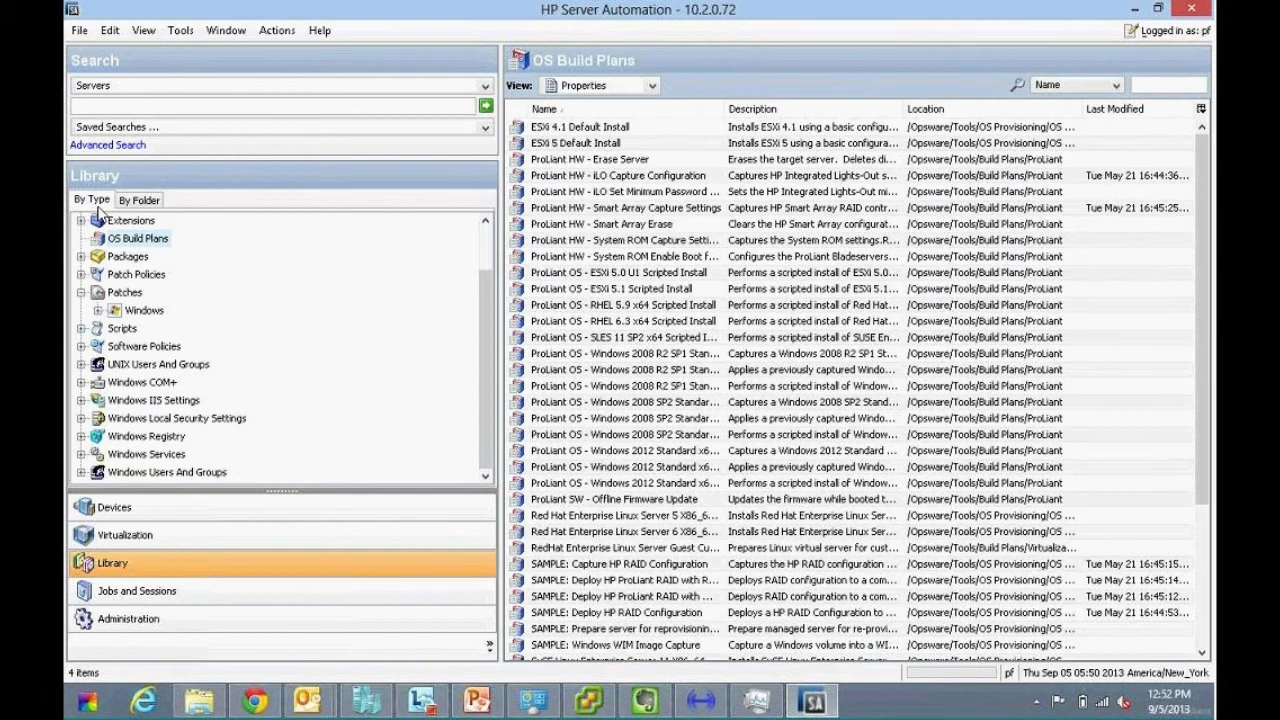 HP Server Automation - 10.2.0.72
File Edit View Tools Window Actions Help
Logged in as: pf
Search
Servers
Saved Searches ...
Advanced Search
Library
By Type By Folder
Extensions
OS Build Plans
Packages
Patch Policies
Patches
Windows
Scripts
Software Policies
UNIX Users And Groups
Windows COM+
Windows IIS Settings
Windows Local Security Settings
Windows Registry
Windows Services
Windows Users And Groups
Devices
Virtualization
Library
Jobs and Sessions
Administration
4 items
OS Build Plans
View: Properties Name
Name Description Location Last Modified
ESXi 4.1 Default Install Installs ESXi 4.1 using a basic configu... /Opsware/Tools/OS Provisioning/OS ...
ESXi 5 Default Install Installs ESXi 5 using a basic configura... /Opsware/Tools/OS Provisioning/OS ...
ProLiant HW - Erase Server Erases the target server. Deletes di... /Opsware/Tools/Build Plans/ProLiant
ProLiant HW - iLO Capture Configuration Captures HP Integrated Lights-Out s... /Opsware/Tools/Build Plans/ProLiant Tue May 21 16:44:36...
ProLiant HW - iLO Set Minimum Password ... Sets the HP Integrated Lights-Out mi... /Opsware/Tools/Build Plans/ProLiant
ProLiant HW - Smart Array Capture Settings Captures HP Smart Array RAID contr... /Opsware/Tools/Build Plans/ProLiant Tue May 21 16:45:25...
ProLiant HW - Smart Array Erase Clears the HP Smart Array configurat... /Opsware/Tools/Build Plans/ProLiant
ProLiant HW - System ROM Capture Setti... Captures the System ROM settings.R... /Opsware/Tools/Build Plans/ProLiant
ProLiant HW - System ROM Enable Boot f... Configures the ProLiant Bladeservers... /Opsware/Tools/Build Plans/ProLiant
ProLiant OS - ESXi 5.0 U1 Scripted Install Performs a scripted install of ESXi 5.0... /Opsware/Tools/Build Plans/ProLiant
ProLiant OS - ESXi 5.1 Scripted Install Performs a scripted install of ESXi 5.1... /Opsware/Tools/Build Plans/ProLiant
ProLiant OS - RHEL 5.9 x64 Scripted Install Performs a scripted install of Red Hat... /Opsware/Tools/Build Plans/ProLiant
ProLiant OS - RHEL 6.3 x64 Scripted Install Performs a scripted install of Red Hat... /Opsware/Tools/Build Plans/ProLiant
ProLiant OS - SLES 11 SP2 x64 Scripted I... Performs a scripted install of SUSE En... /Opsware/Tools/Build Plans/ProLiant
ProLiant OS - Windows 2008 R2 SP1 Stan... Captures a Windows 2008 R2 SP1 St... /Opsware/Tools/Build Plans/ProLiant
ProLiant OS - Windows 2008 R2 SP1 Stan... Applies a previously captured Windo... /Opsware/Tools/Build Plans/ProLiant
ProLiant OS - Windows 2008 R2 SP1 Stan... Performs a scripted install of Window... /Opsware/Tools/Build Plans/ProLiant
ProLiant OS - Windows 2008 SP2 Standar... Captures a Windows 2008 SP2 Stand... /Opsware/Tools/Build Plans/ProLiant
ProLiant OS - Windows 2008 SP2 Standar... Applies a previously captured Windo... /Opsware/Tools/Build Plans/ProLiant
ProLiant OS - Windows 2008 SP2 Standar... Performs a scripted install of Window... /Opsware/Tools/Build Plans/ProLiant
ProLiant OS - Windows 2012 Standard x6... Captures a Windows 2012 Standard ... /Opsware/Tools/Build Plans/ProLiant
ProLiant OS - Windows 2012 Standard x6... Applies a previously captured Windo... /Opsware/Tools/Build Plans/ProLiant
ProLiant OS - Windows 2012 Standard x6... Performs a scripted install of Window... /Opsware/Tools/Build Plans/ProLiant
ProLiant SW - Offline Firmware Update Updates the firmware while booted t... /Opsware/Tools/Build Plans/ProLiant
Red Hat Enterprise Linux Server 5 X86_6... Installs Red Hat Enterprise Linux Ser... /Opsware/Tools/OS Provisioning/OS ...
Red Hat Enterprise Linux Server 6 X86_6... Installs Red Hat Enterprise Linux Ser... /Opsware/Tools/OS Provisioning/OS ...
RedHat Enterprise Linux Server Guest Cu... Prepares Linux virtual server for cust... /Opsware/Tools/Build Plans/Virtualiza...
SAMPLE: Capture HP RAID Configuration Captures the HP RAID configuration ... /Opsware/Tools/OS Provisioning/OS ... Tue May 21 16:45:15...
SAMPLE: Deploy HP ProLiant RAID with R... Deploys RAID configuration to a com... /Opsware/Tools/OS Provisioning/OS ... Tue May 21 16:45:14...
SAMPLE: Deploy HP ProLiant RAID with ... Deploys RAID configuration to a com... /Opsware/Tools/OS Provisioning/OS ... Tue May 21 16:45:12...
SAMPLE: Deploy HP RAID Configuration Deploys a HP RAID Configuration to ... /Opsware/Tools/OS Provisioning/OS ... Tue May 21 16:44:53...
SAMPLE: Prepare server for reprovisionin... Prepare managed server for re-provi... /Opsware/Tools/OS Provisioning/OS ...
SAMPLE: Windows WIM Image Capture Captures a Windows volume into a WI... /Opsware/Tools/OS Provisioning/OS ...
pf Thu Sep 05 05:50 2013 America/New_York
12:52 PM
9/5/2013